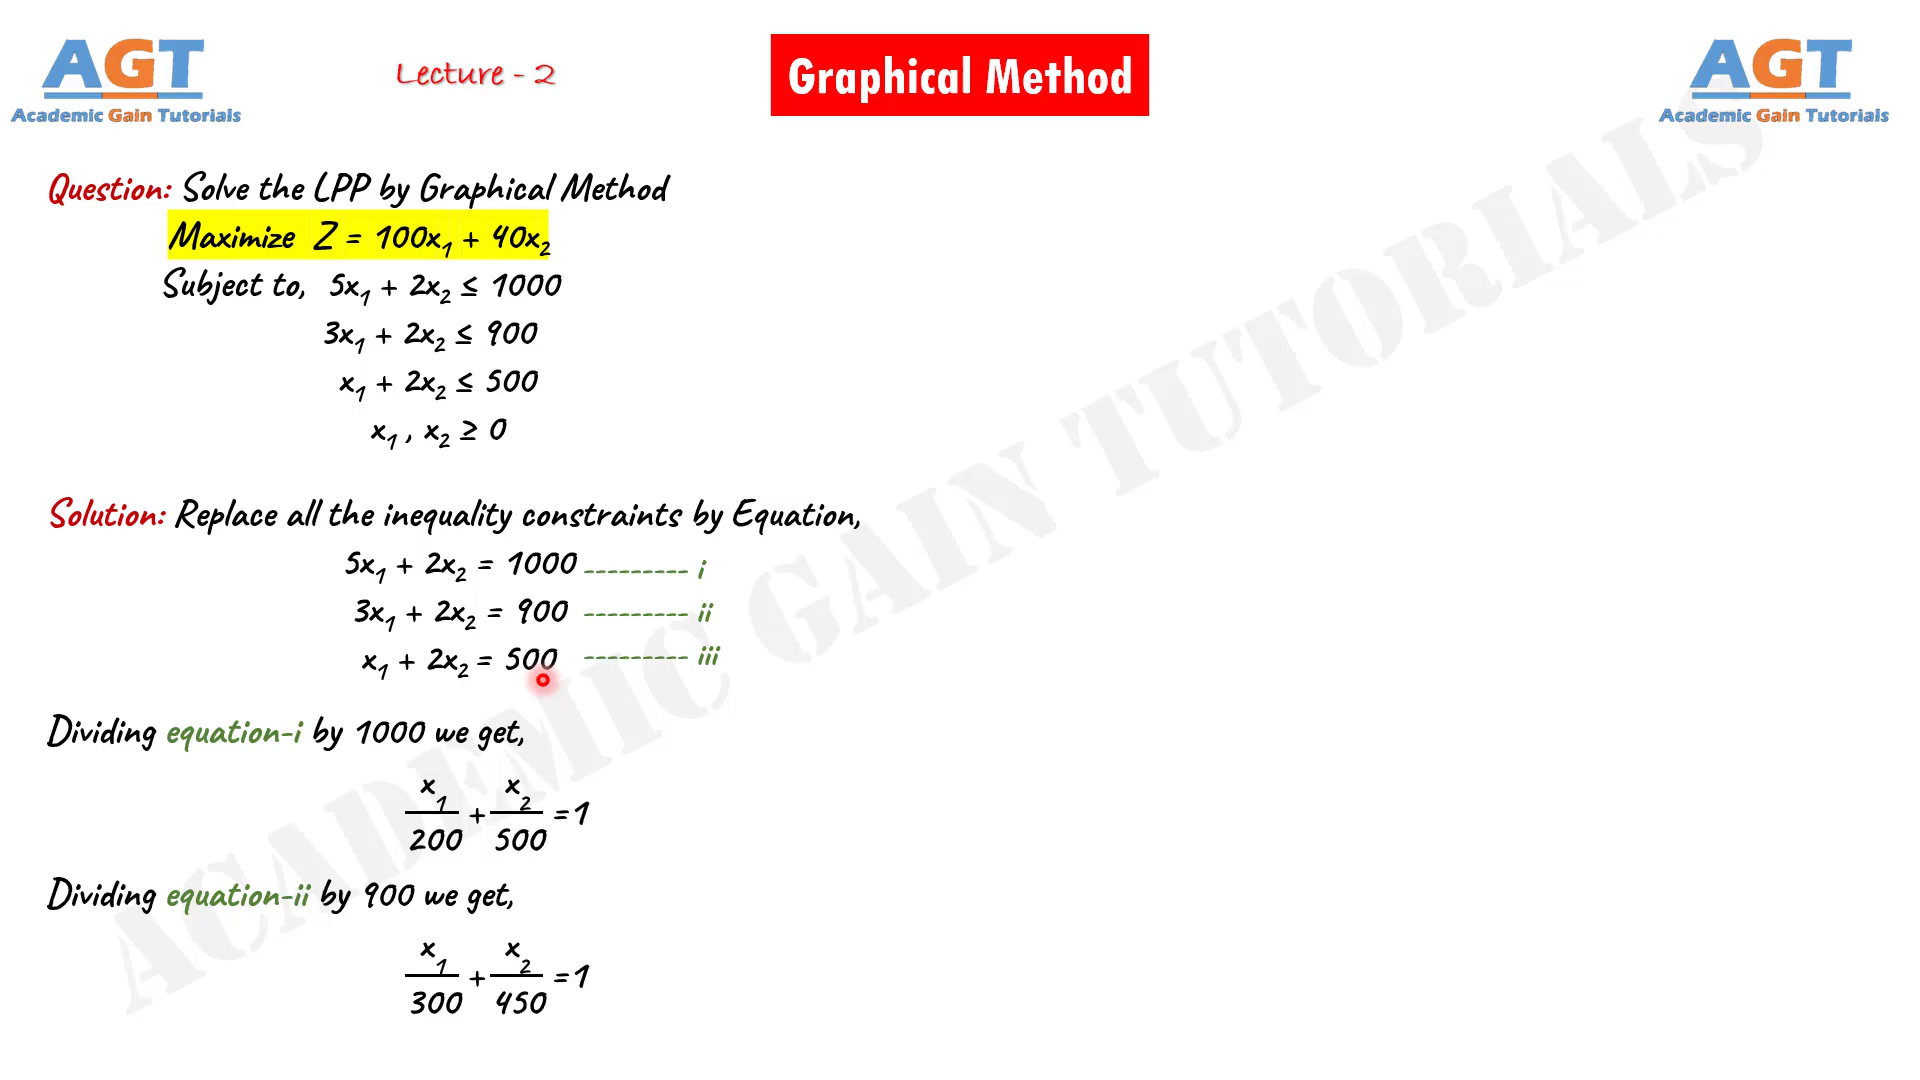 AGT
Academic Gain Tutorials
Lecture - 2
Graphical Method
AGT
Academic Gain Tutorials
Question: Solve the LPP by Graphical Method
Maximize Z = 100x₁ + 40x₂
Subject to, 5x₁ + 2x₂ ≤ 1000
3x₁ + 2x₂ ≤ 900
x₁ + 2x₂ ≤ 500
x₁ , x₂ ≥ 0
Solution: Replace all the inequality constraints by Equation,
5x₁ + 2x₂ = 1000 --------- i
3x₁ + 2x₂ = 900 --------- ii
x₁ + 2x₂ = 500 --------- iii
Dividing equation-i by 1000 we get,
x₁/200 + x₂/500 = 1
Dividing equation-ii by 900 we get,
x₁/300 + x₂/450 = 1
ACADEMIC GAIN TUTORIALS